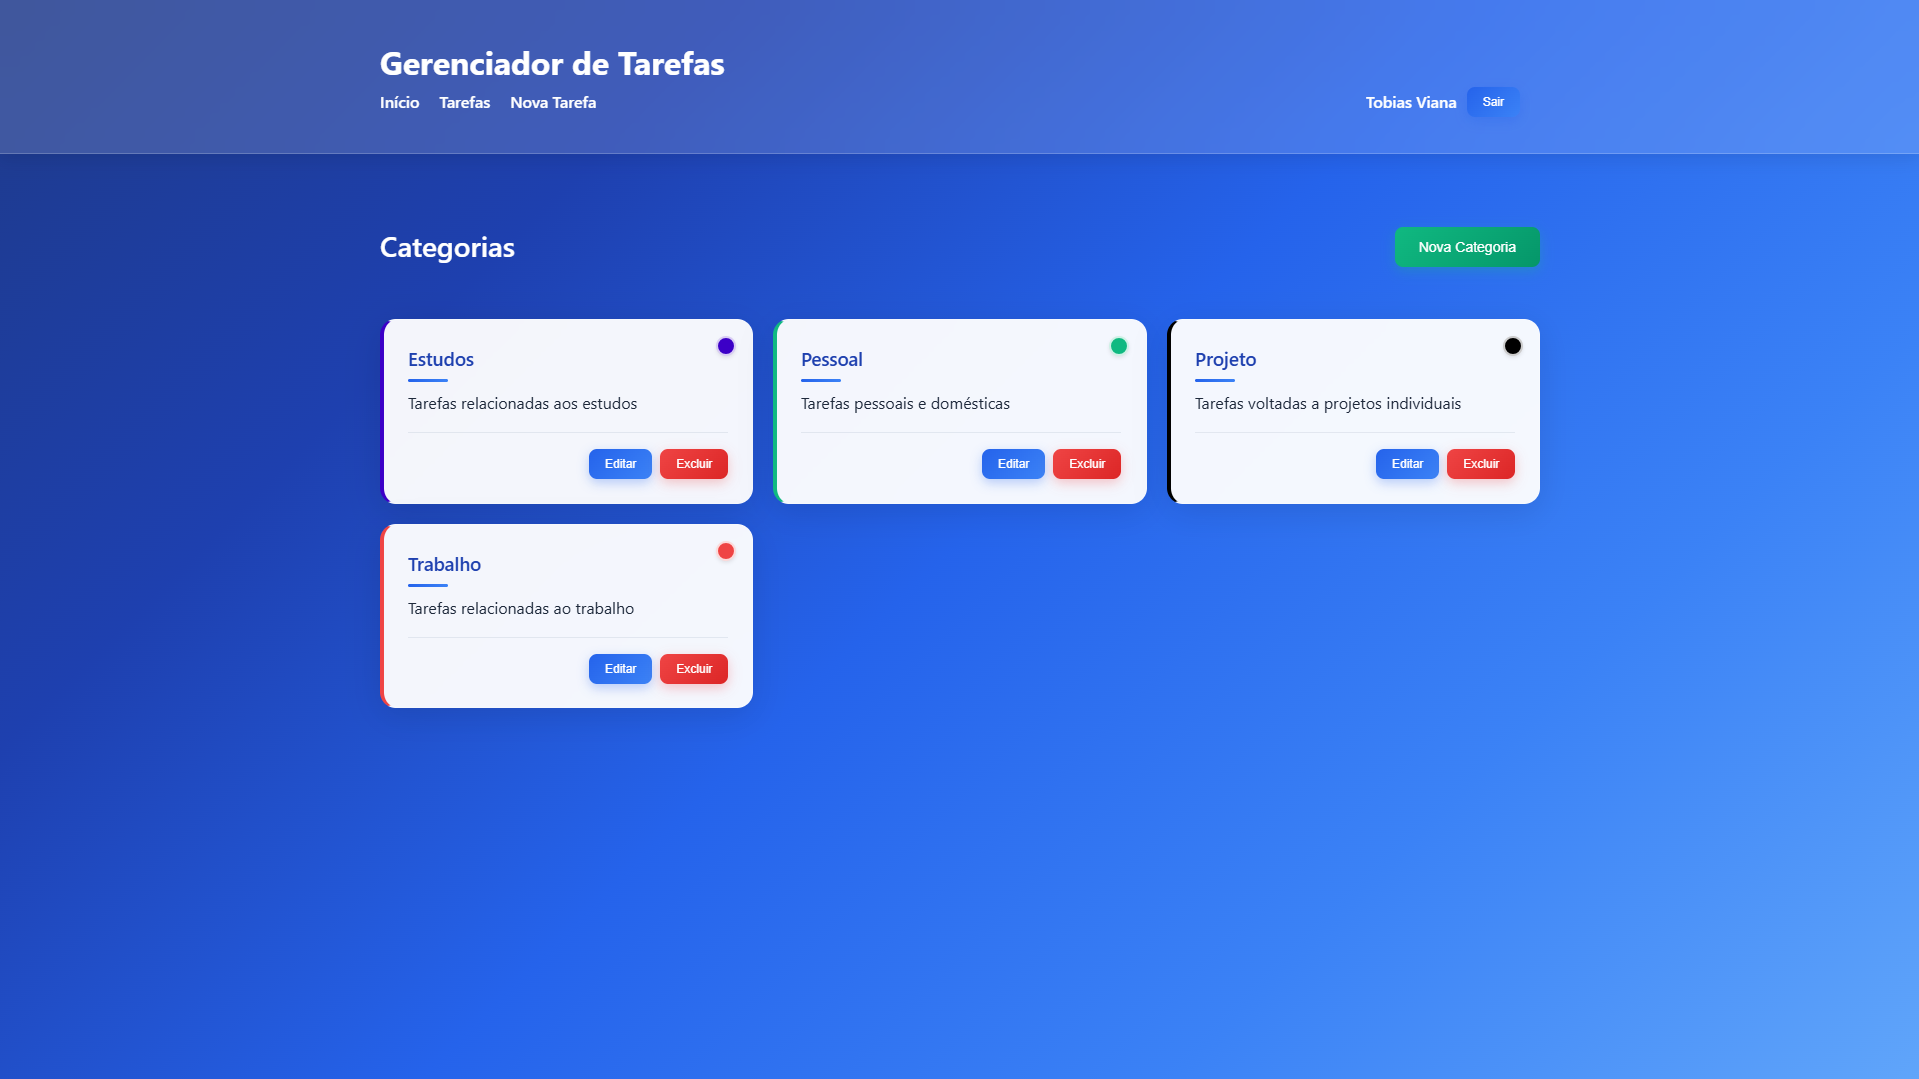 Gerenciador de Tarefas
Início Tarefas Nova Tarefa Tobias Viana Sair
Categorias Nova Categoria
Estudos
Tarefas relacionadas aos estudos
Editar Excluir
Pessoal
Tarefas pessoais e domésticas
Editar Excluir
Projeto
Tarefas voltadas a projetos individuais
Editar Excluir
Trabalho
Tarefas relacionadas ao trabalho
Editar Excluir